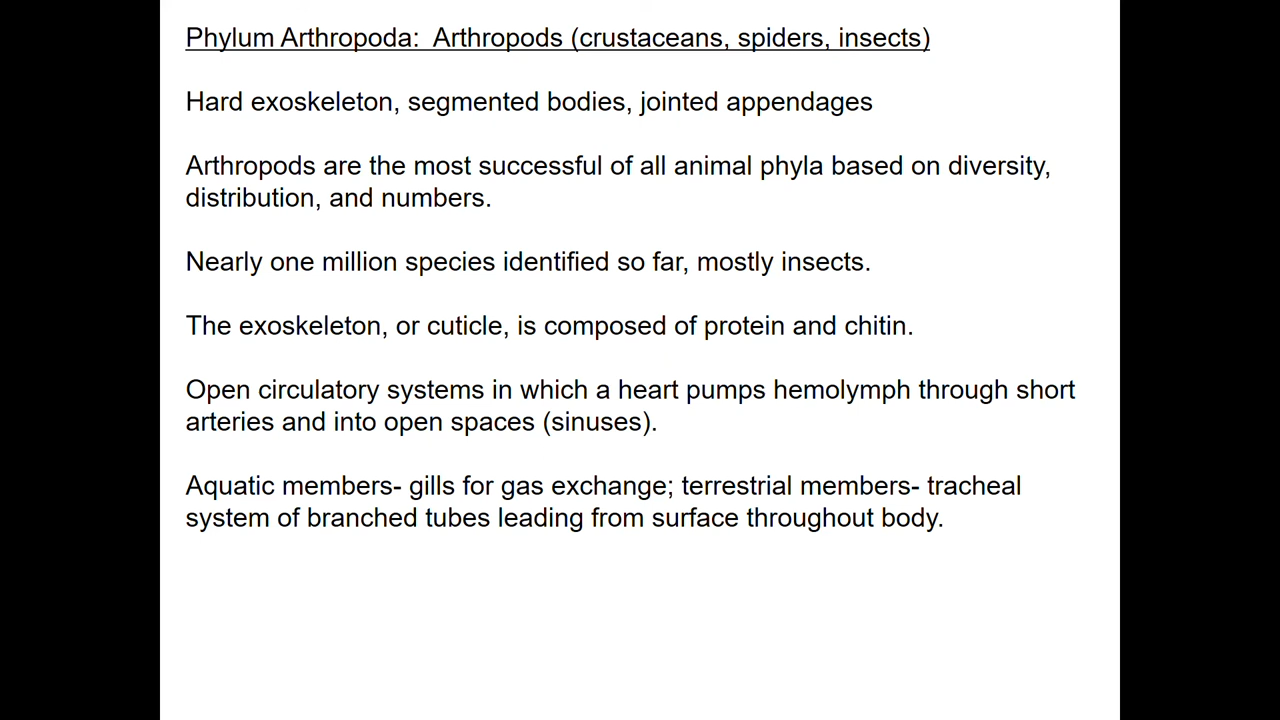 Phylum Arthropoda:  Arthropods (crustaceans, spiders, insects)
Hard exoskeleton, segmented bodies, jointed appendages
Arthropods are the most successful of all animal phyla based on diversity,
distribution, and numbers.
Nearly one million species identified so far, mostly insects.
The exoskeleton, or cuticle, is composed of protein and chitin.
Open circulatory systems in which a heart pumps hemolymph through short
arteries and into open spaces (sinuses).
Aquatic members- gills for gas exchange; terrestrial members- tracheal
system of branched tubes leading from surface throughout body.